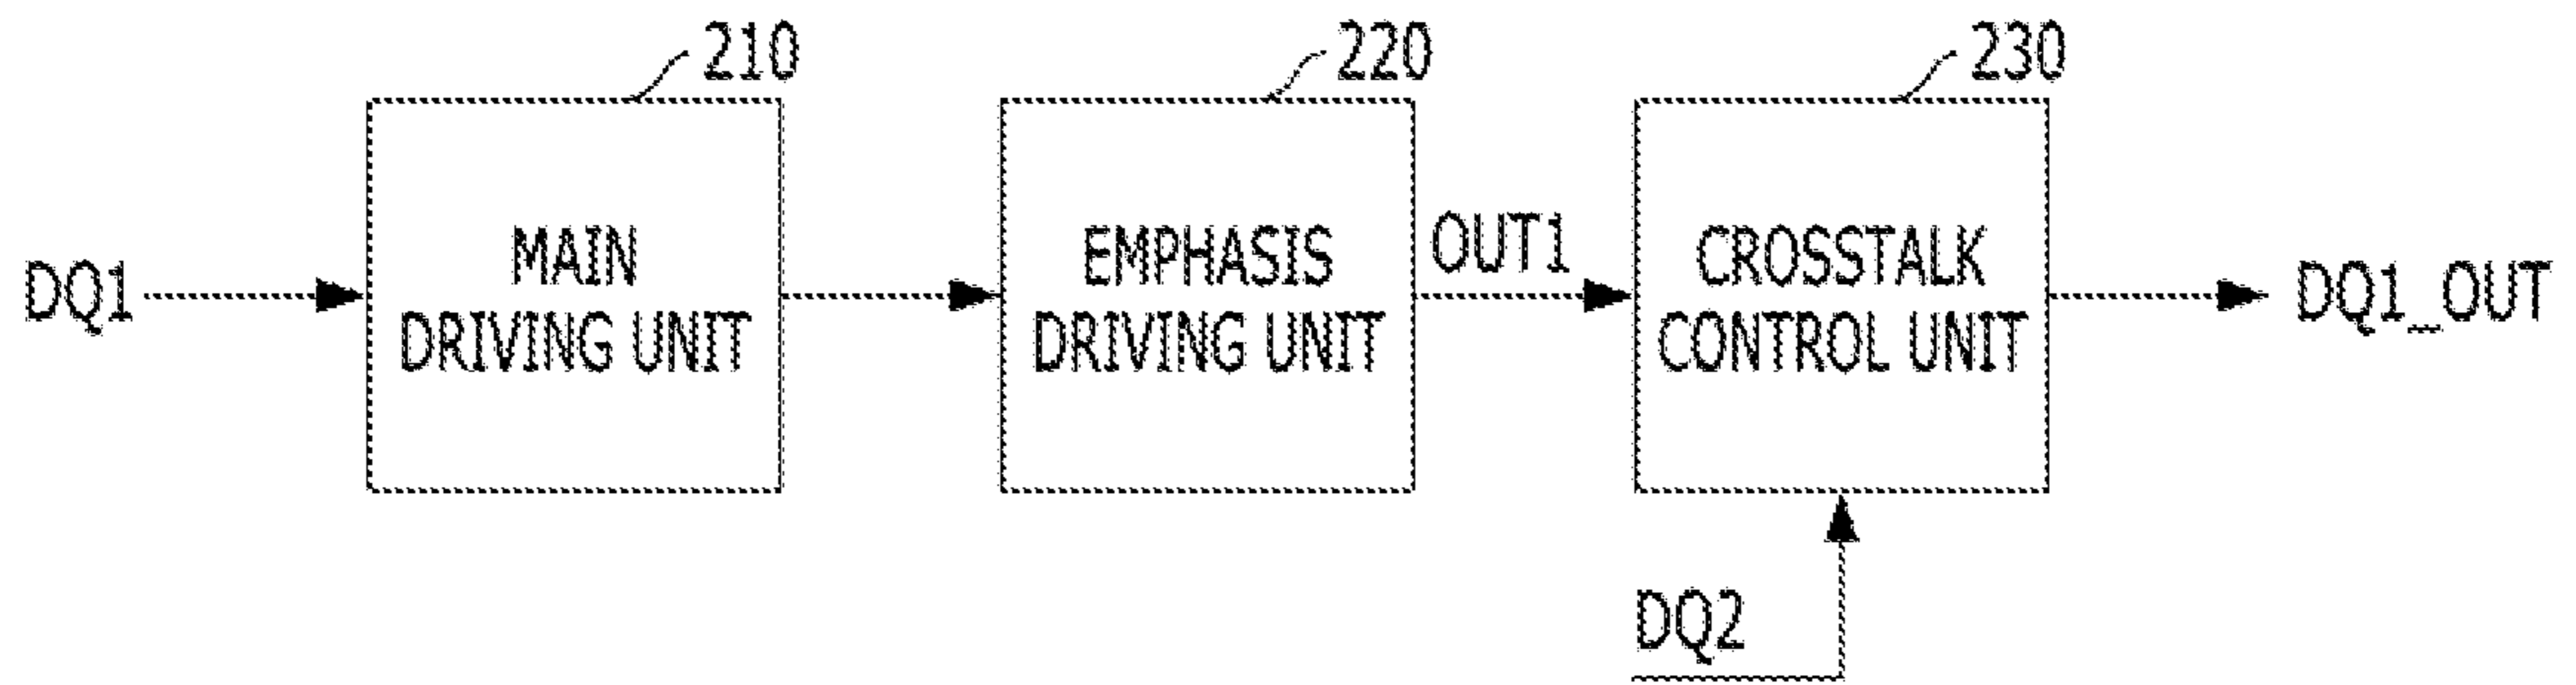 210
220
230
DQ1
MAIN
DRIVING UNIT
EMPHASIS
DRIVING UNIT
OUT1
CROSSTALK
CONTROL UNIT
DQ1_OUT
DQ2